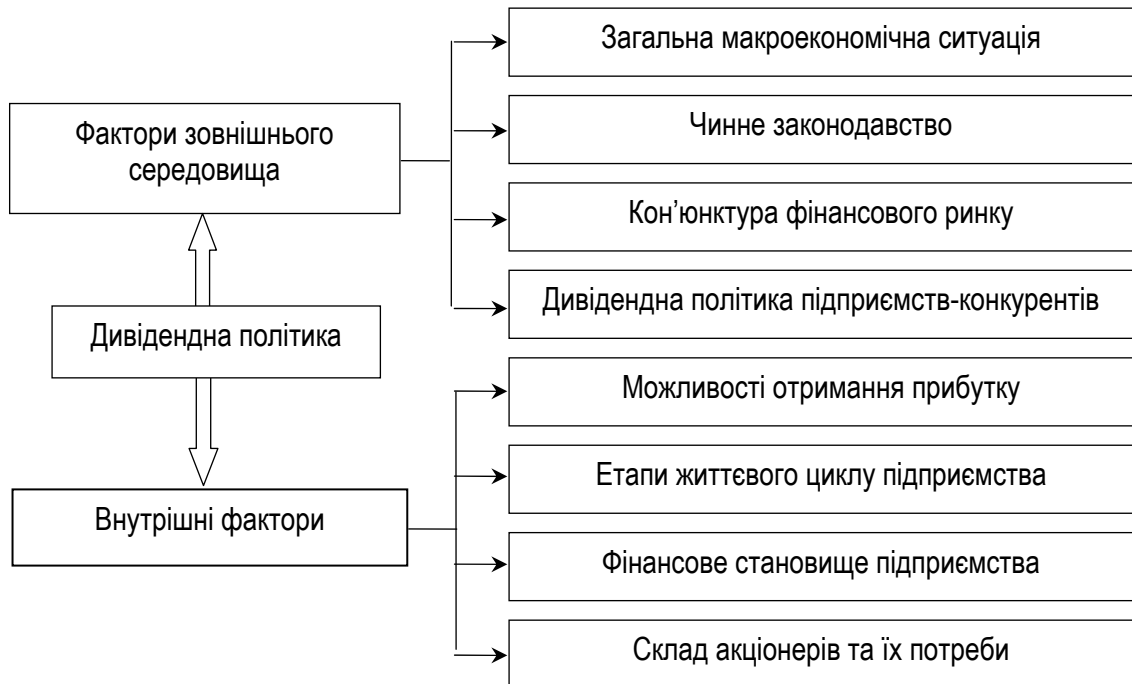 Фактори зовнішнього
середовища
Дивідендна політика
Внутрішні фактори
Загальна макроекономічна ситуація
Чинне законодавство
Кон’юнктура фінансового ринку
Дивідендна політика підприємств-конкурентів
Можливості отримання прибутку
Етапи життєвого циклу підприємства
Фінансове становище підприємства
Склад акціонерів та їх потреби